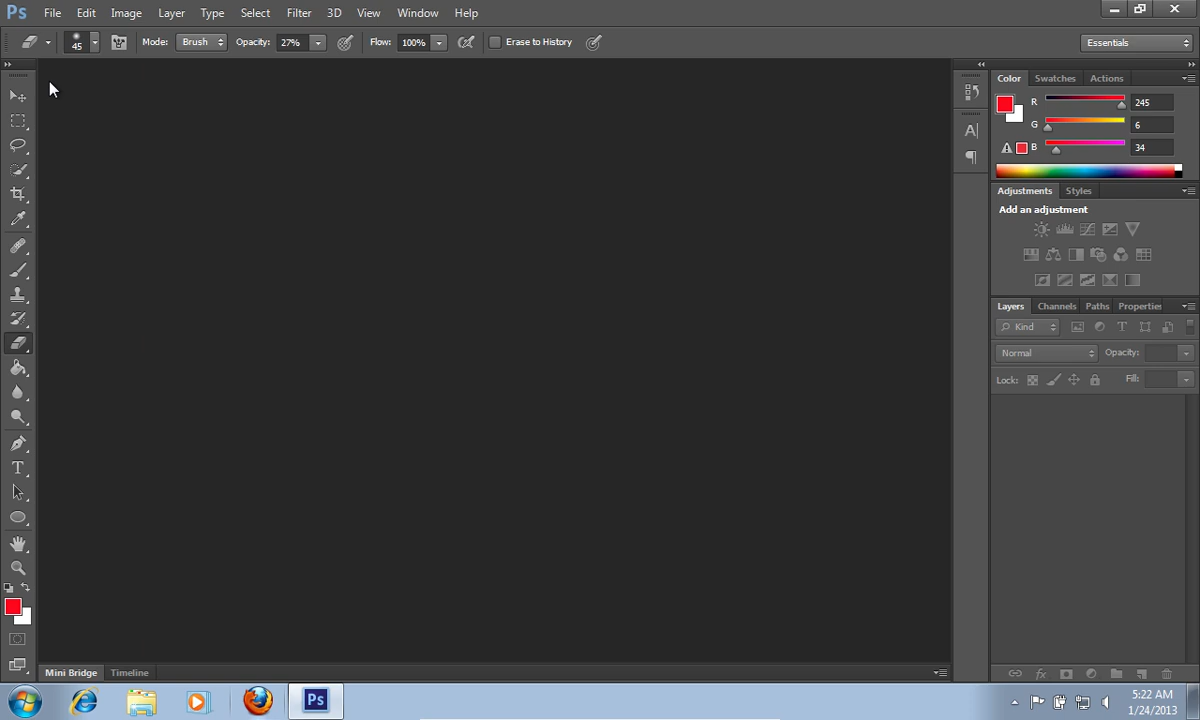 Ps File Edit Image Layer Type Select Filter 3D View Window Help
45 Mode: Brush Opacity: 27% Flow: 100% Erase to History Essentials
Color Swatches Actions
R 245
G 6
B 34
Adjustments Styles
Add an adjustment
Layers Channels Paths Properties
Kind
Normal Opacity:
Lock: Fill:
Mini Bridge Timeline
Ps
5:22 AM
1/24/2013